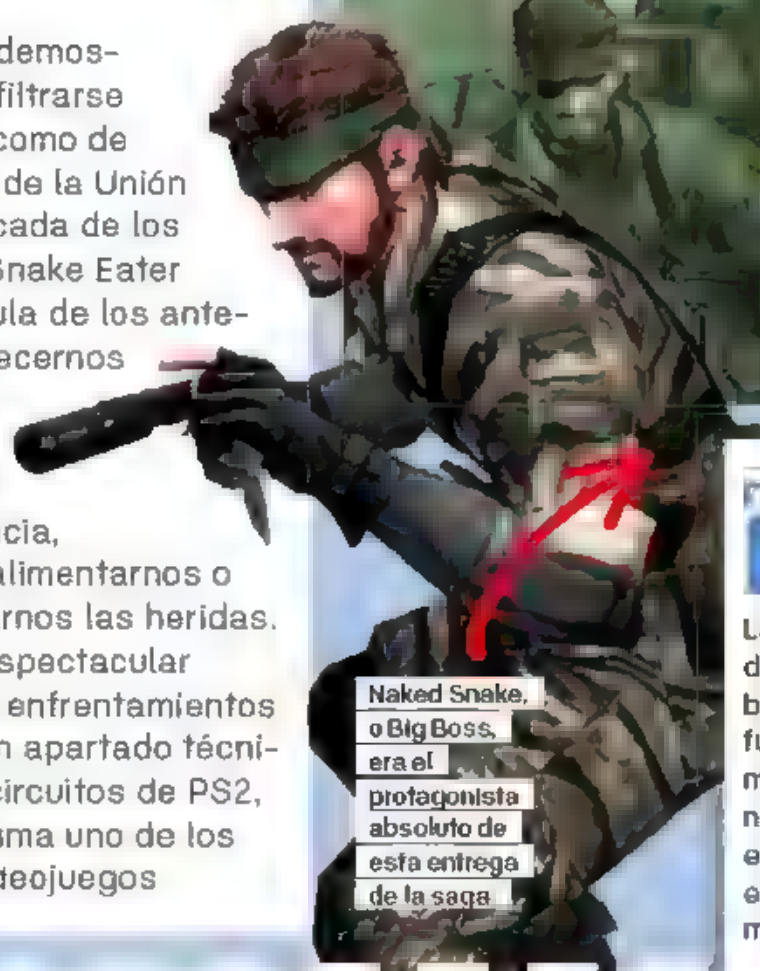 demos-
filtrarse
como de
de la Unión
cada de los
Snake Eater
ula de los ante-
ecernos
cia,
alimentarnos o
rnos las heridas.
spectacular
enfrentamientos
n apartado técni-
circuitos de PS2,
sma uno de los
deojuegos
Naked Snake,
o Big Boss,
era el
protagonista
absoluto de
esta entrega
de la saga